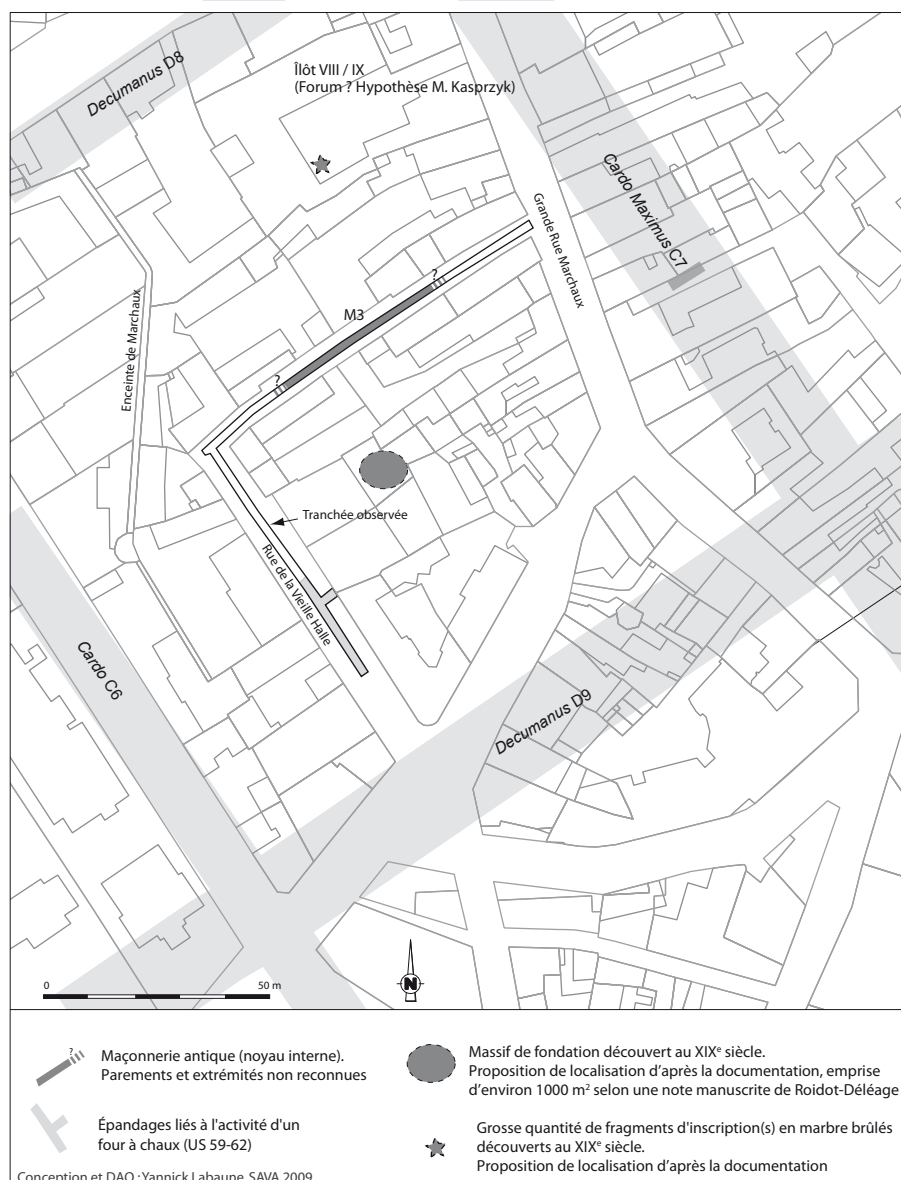 Decumanus D8
Îlôt VIII / IX
(Forum ? Hypothèse M. Kasprzyk)
Cardo Maximus C7
Grande Rue Marchaux
?
M3
?
Enceinte de Marchaux
Tranchée observée
Rue de la Vieille Halle
Cardo C6
Decumanus D9
N
0 50 m
?
Maçonnerie antique (noyau interne).
Parements et extrémités non reconnues
Épandages liés à l'activité d'un
four à chaux (US 59-62)
Massif de fondation découvert au XIXe siècle.
Proposition de localisation d'après la documentation, emprise
d'environ 1000 m² selon une note manuscrite de Roidot-Déléage
Grosse quantité de fragments d'inscription(s) en marbre brûlés
découverts au XIXe siècle.
Proposition de localisation d'après la documentation
Conception et DAO : Yannick Labaune, SAVA 2009